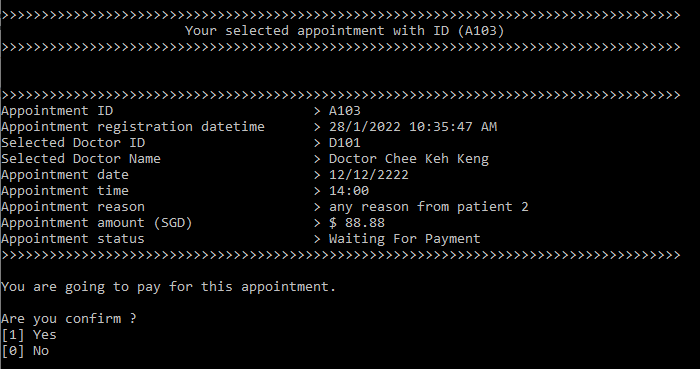 >>>>>>>>>>>>>>>>>>>>>>>>>>>>>>>>>>>>>>>>>>>>>>>>>>>>>>>>>>>>>>>>>>>>>>>>>>>>>>>>>>>>>
Your selected appointment with ID (A103)
>>>>>>>>>>>>>>>>>>>>>>>>>>>>>>>>>>>>>>>>>>>>>>>>>>>>>>>>>>>>>>>>>>>>>>>>>>>>>>>>>>>>>
>>>>>>>>>>>>>>>>>>>>>>>>>>>>>>>>>>>>>>>>>>>>>>>>>>>>>>>>>>>>>>>>>>>>>>>>>>>>>>>>>>>>>
Appointment ID > A103
Appointment registration datetime > 28/1/2022 10:35:47 AM
Selected Doctor ID > D101
Selected Doctor Name > Doctor Chee Keh Keng
Appointment date > 12/12/2222
Appointment time > 14:00
Appointment reason > any reason from patient 2
Appointment amount (SGD) > $ 88.88
Appointment status > Waiting For Payment
>>>>>>>>>>>>>>>>>>>>>>>>>>>>>>>>>>>>>>>>>>>>>>>>>>>>>>>>>>>>>>>>>>>>>>>>>>>>>>>>>>>>>
You are going to pay for this appointment.
Are you confirm ?
[1] Yes
[0] No